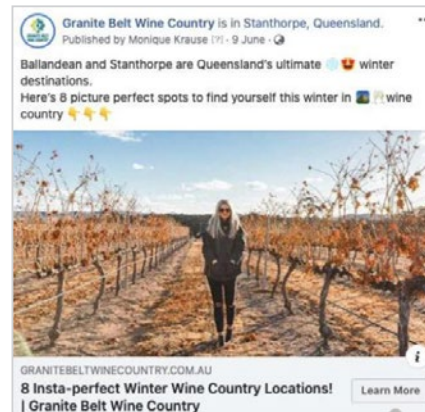 Granite Belt Wine Country is in Stanthorpe, Queensland.
Published by Monique Krause [?] · 9 June ·
Ballandean and Stanthorpe are Queensland's ultimate ❄️😍 winter
destinations.
Here's 8 picture perfect spots to find yourself this winter in 🌄🥂wine
country 👇👇👇
GRANITEBELTWINECOUNTRY.COM.AU
8 Insta-perfect Winter Wine Country Locations!
| Granite Belt Wine Country
Learn More